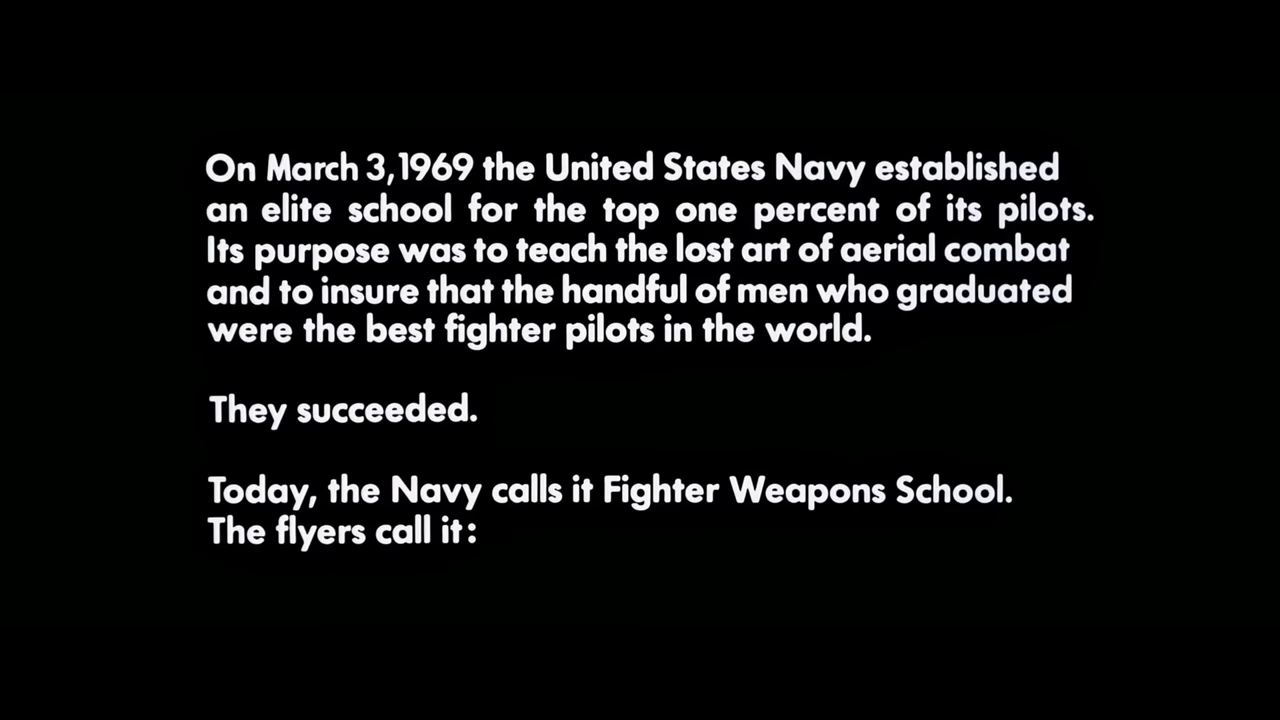 On March 3,1969 the United States Navy established
an elite school for the top one percent of its pilots.
Its purpose was to teach the lost art of aerial combat
and to insure that the handful of men who graduated
were the best fighter pilots in the world.
They succeeded.
Today, the Navy calls it Fighter Weapons School.
The flyers call it: